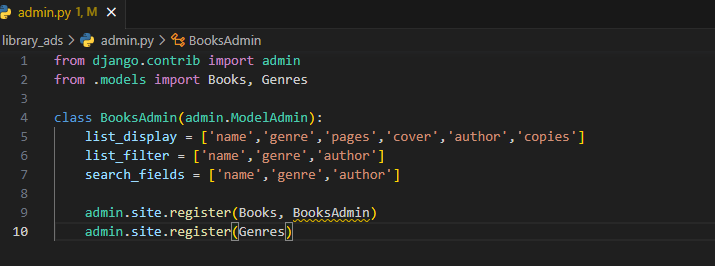 admin.py 1, M ×
library_ads > admin.py > BooksAdmin
1 from django.contrib import admin
2 from .models import Books, Genres
3
4 class BooksAdmin(admin.ModelAdmin):
5     list_display = ['name','genre','pages','cover','author','copies']
6     list_filter = ['name','genre','author']
7     search_fields = ['name','genre','author']
8
9     admin.site.register(Books, BooksAdmin)
10     admin.site.register(Genres)